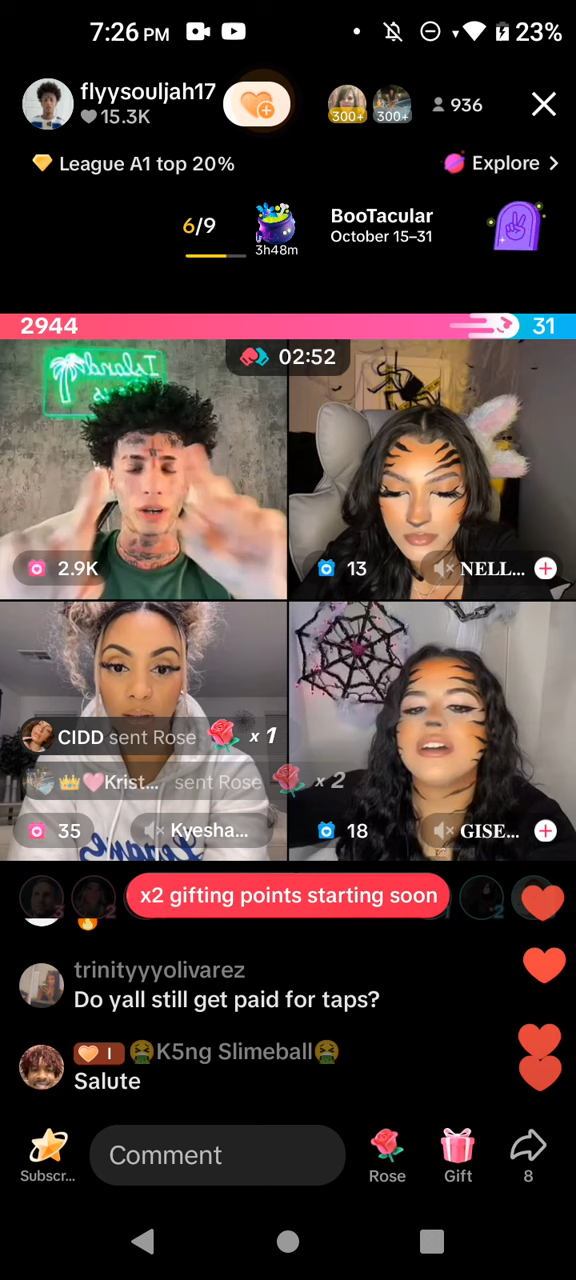 7:26 PM
23%
flyysouljah17
15.3K
300+
300+
936
League A1 top 20%
Explore >
6/9
3h48m
BooTacular
October 15–31
2944
31
02:52
Island
2.9K
13
NELL...
CIDD sent Rose x 1
Krist... sent Rose x 2
35
Kyesha...
18
GISE...
x2 gifting points starting soon
trinityyyolivarez
Do yall still get paid for taps?
I 🤮K5ng Slimeball🤮
Salute
Subscr...
Comment
Rose
Gift
8